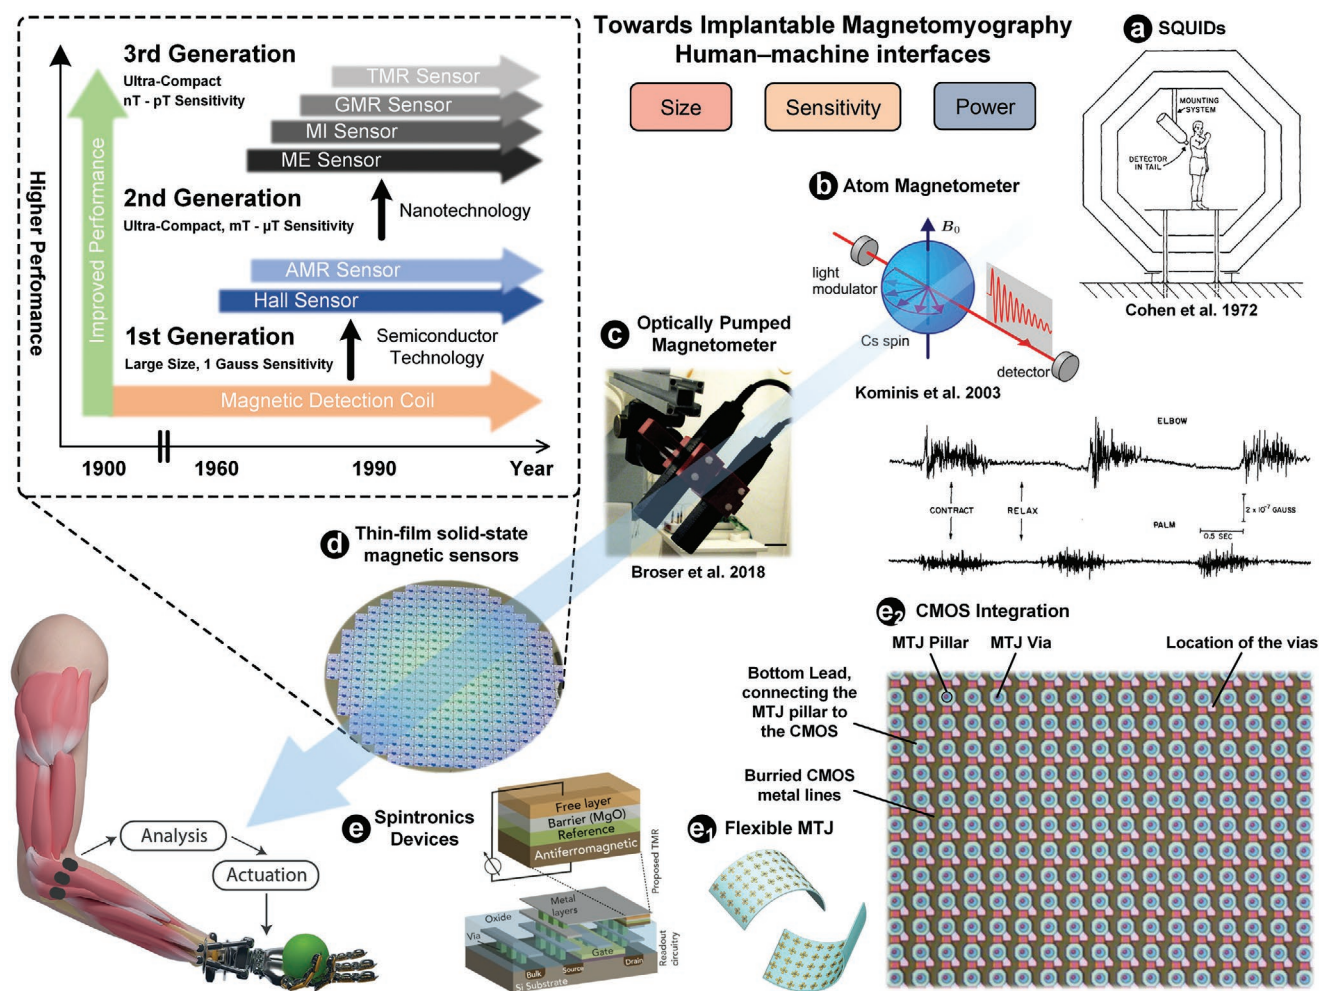 Towards Implantable Magnetomyography
Human–machine interfaces
Size
Sensitivity
Power
3rd Generation
Ultra-Compact
nT - pT Sensitivity
TMR Sensor
GMR Sensor
MI Sensor
ME Sensor
2nd Generation
Ultra-Compact, mT - µT Sensitivity
Nanotechnology
AMR Sensor
Hall Sensor
1st Generation
Large Size, 1 Gauss Sensitivity
Semiconductor
Technology
Magnetic Detection Coil
Improved Performance
Higher Perfomance
1900
1960
1990
Year
a
SQUIDs
MOUNTING
SYSTEM
DETECTOR
IN TAIL
Cohen et al. 1972
b
Atom Magnetometer
B0
light
modulator
Cs spin
detector
Kominis et al. 2003
c
Optically Pumped
Magnetometer
Broser et al. 2018
ELBOW
CONTRACT
RELAX
2 x 10⁻⁷ GAUSS
PALM
0.5 SEC
d
Thin-film solid-state
magnetic sensors
Analysis
Actuation
e
Spintronics
Devices
Free layer
Barrier (MgO)
Reference
Antiferromagnetic
Proposed TMR
Metal
layers
Oxide
Via
Gate
Bulk
Source
Drain
Si Substrate
Readout
circuitry
e1
Flexible MTJ
e2
CMOS Integration
MTJ Pillar
MTJ Via
Location of the vias
Bottom Lead,
connecting the
MTJ pillar to
the CMOS
Burried CMOS
metal lines